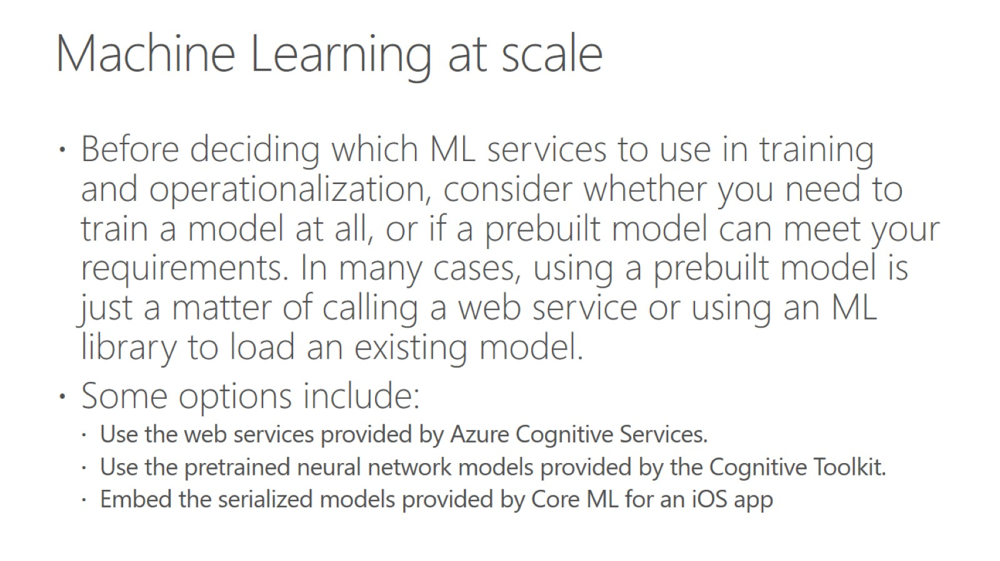 Machine Learning at scale
• Before deciding which ML services to use in training
and operationalization, consider whether you need to
train a model at all, or if a prebuilt model can meet your
requirements. In many cases, using a prebuilt model is
just a matter of calling a web service or using an ML
library to load an existing model.
• Some options include:
• Use the web services provided by Azure Cognitive Services.
• Use the pretrained neural network models provided by the Cognitive Toolkit.
• Embed the serialized models provided by Core ML for an iOS app